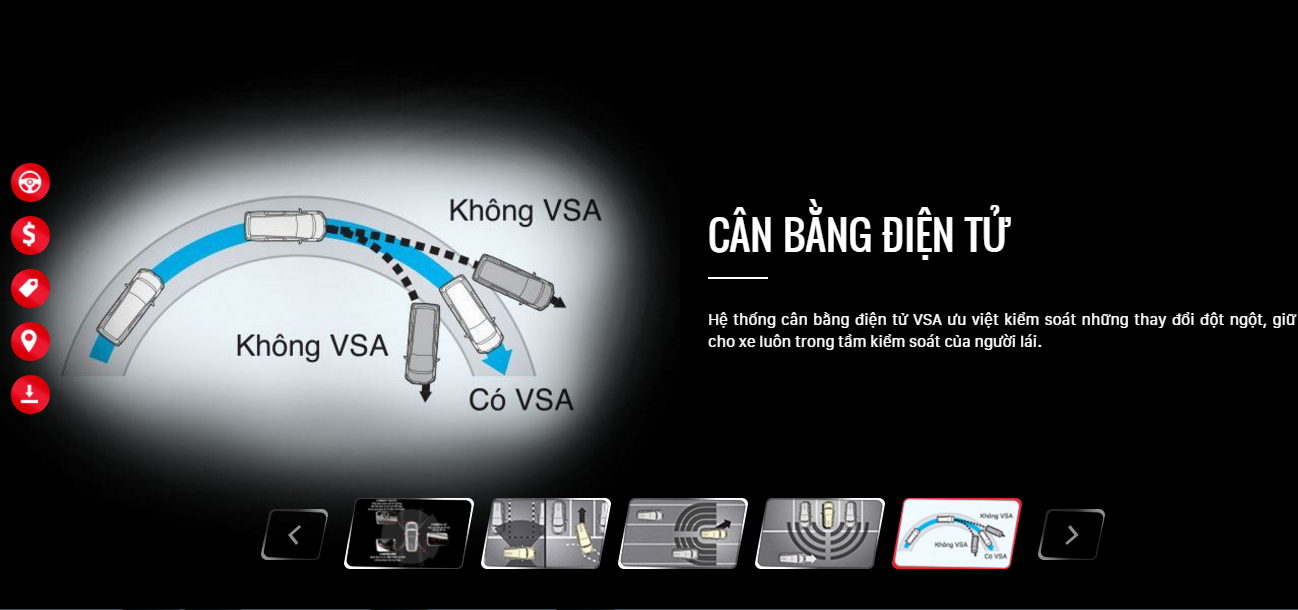 Không VSA
CÂN BẰNG ĐIỆN TỬ
Hệ thống cân bằng điện tử VSA ưu việt kiểm soát những thay đổi đột ngột, giữ
cho xe luôn trong tầm kiểm soát của người lái.
Không VSA
Có VSA
Không VSA
Không VSA
Có VSA